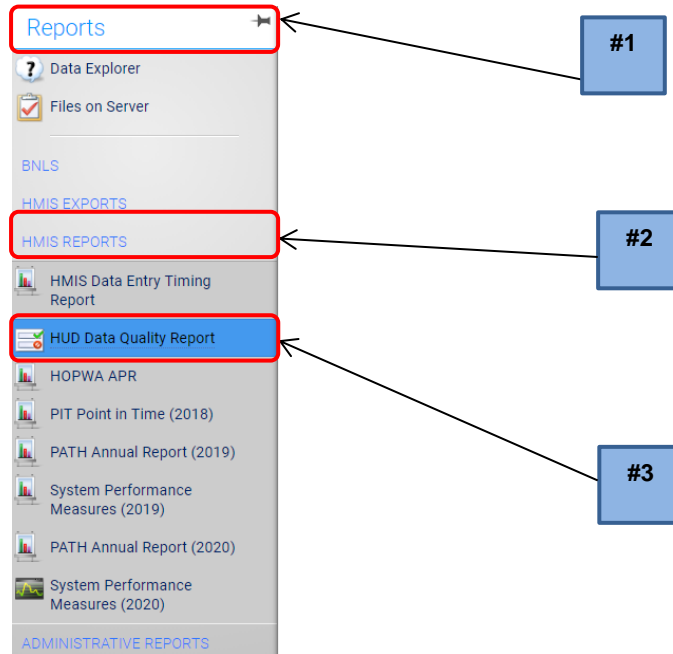 Reports
#1
Data Explorer
Files on Server
BNLS
HMIS EXPORTS
HMIS REPORTS
#2
HMIS Data Entry Timing
Report
HUD Data Quality Report
HOPWA APR
PIT Point in Time (2018)
PATH Annual Report (2019)
#3
System Performance
Measures (2019)
PATH Annual Report (2020)
System Performance
Measures (2020)
ADMINISTRATIVE REPORTS